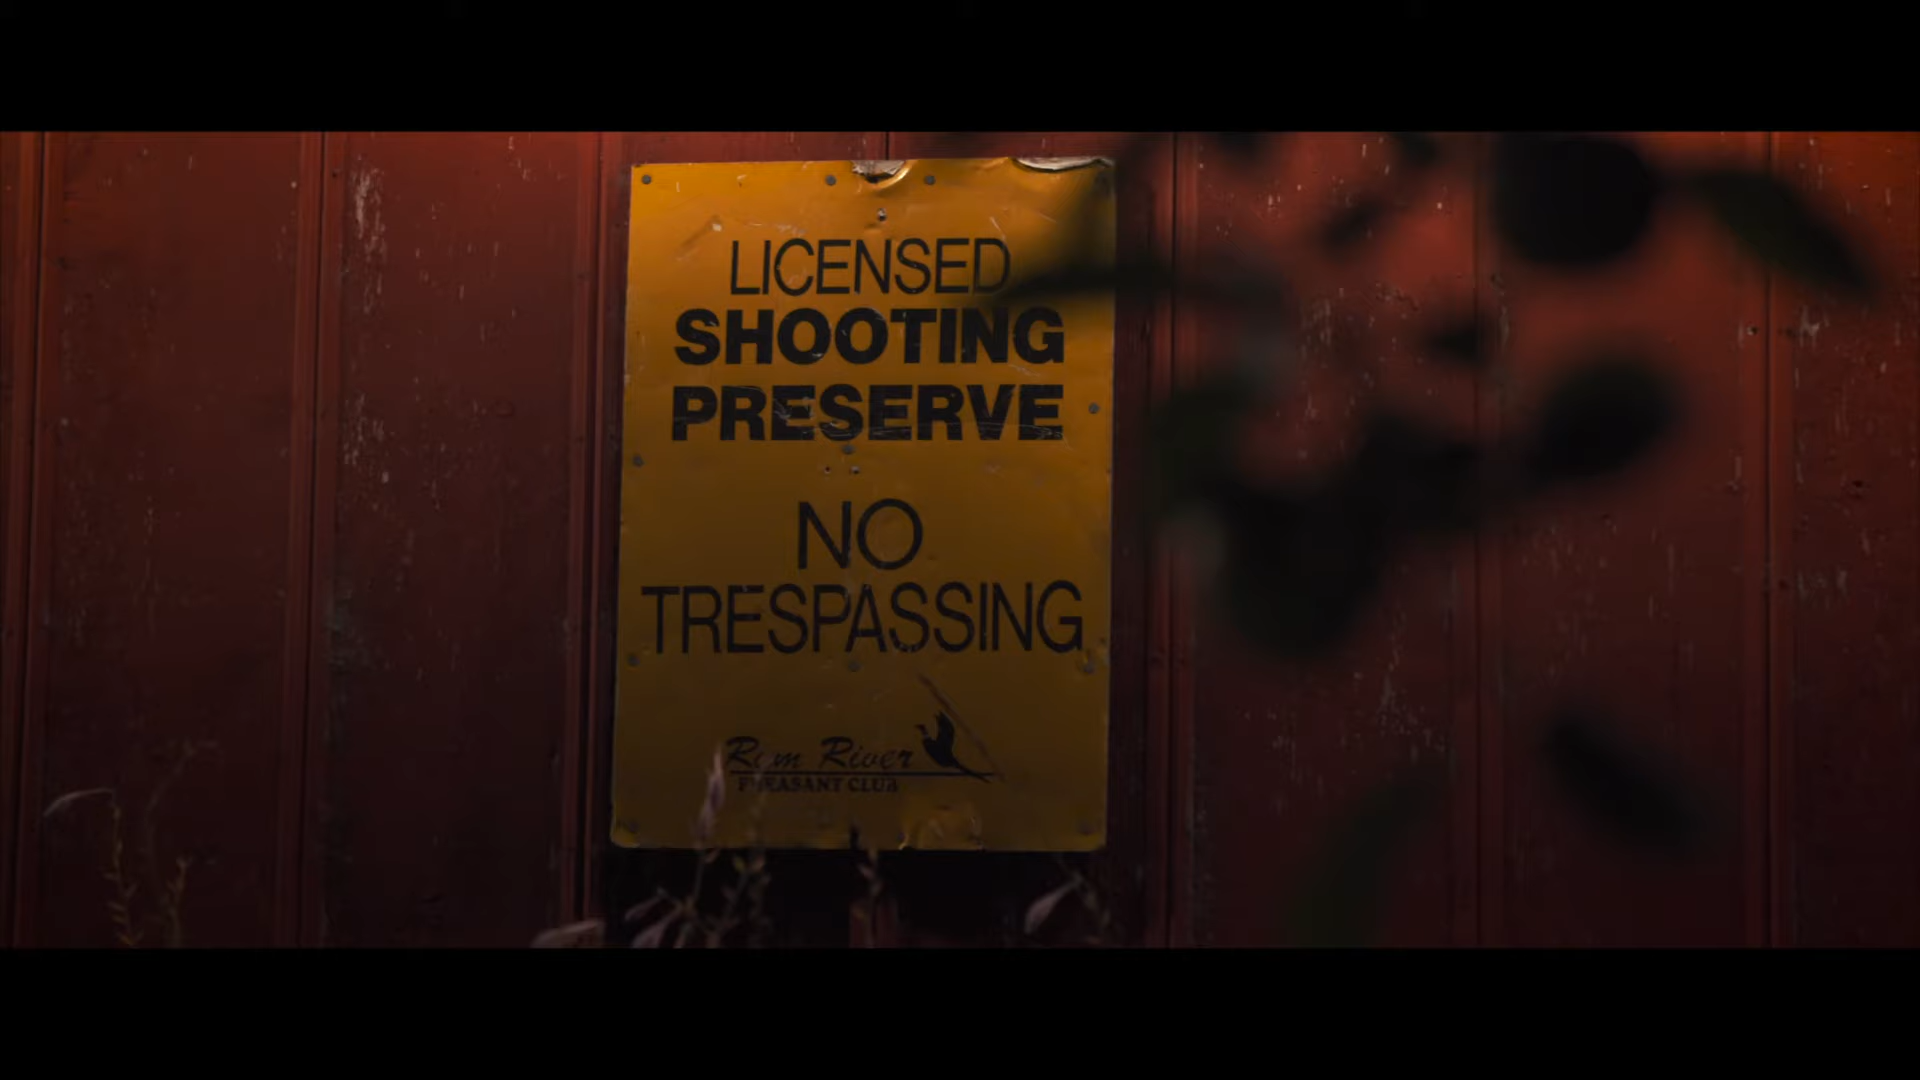 LICENSED
SHOOTING
PRESERVE
NO
TRESPASSING
Rum River
PHEASANT CLUB